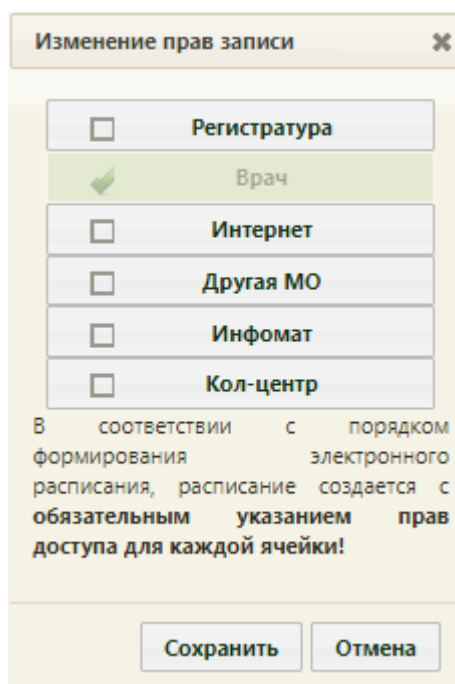 Изменение прав записи
Регистратура
Врач
Интернет
Другая МО
Инфомат
Кол-центр
В соответствии с порядком
формирования электронного
расписания, расписание создается с
обязательным указанием прав
доступа для каждой ячейки!
Сохранить Отмена